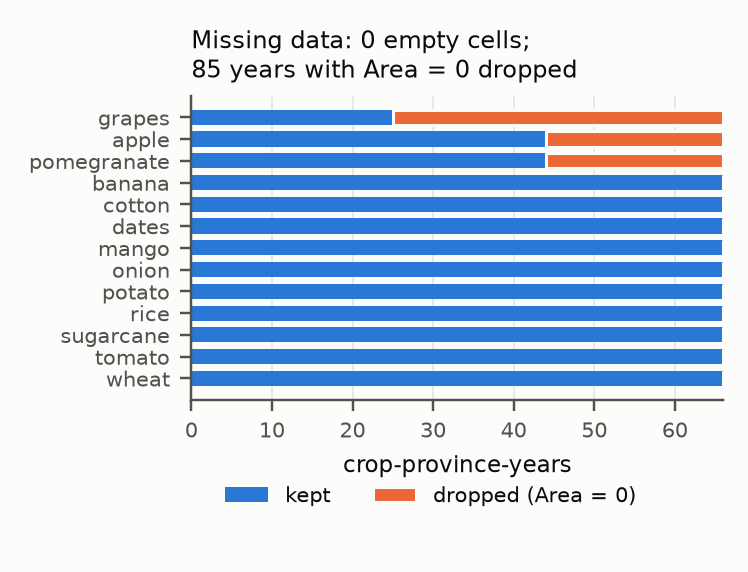 Missing data: 0 empty cells;
85 years with Area = 0 dropped
grapes
apple
pomegranate
banana
cotton
dates
mango
onion
potato
rice
sugarcane
tomato
wheat
0 10 20 30 40 50 60
crop-province-years
kept dropped (Area = 0)